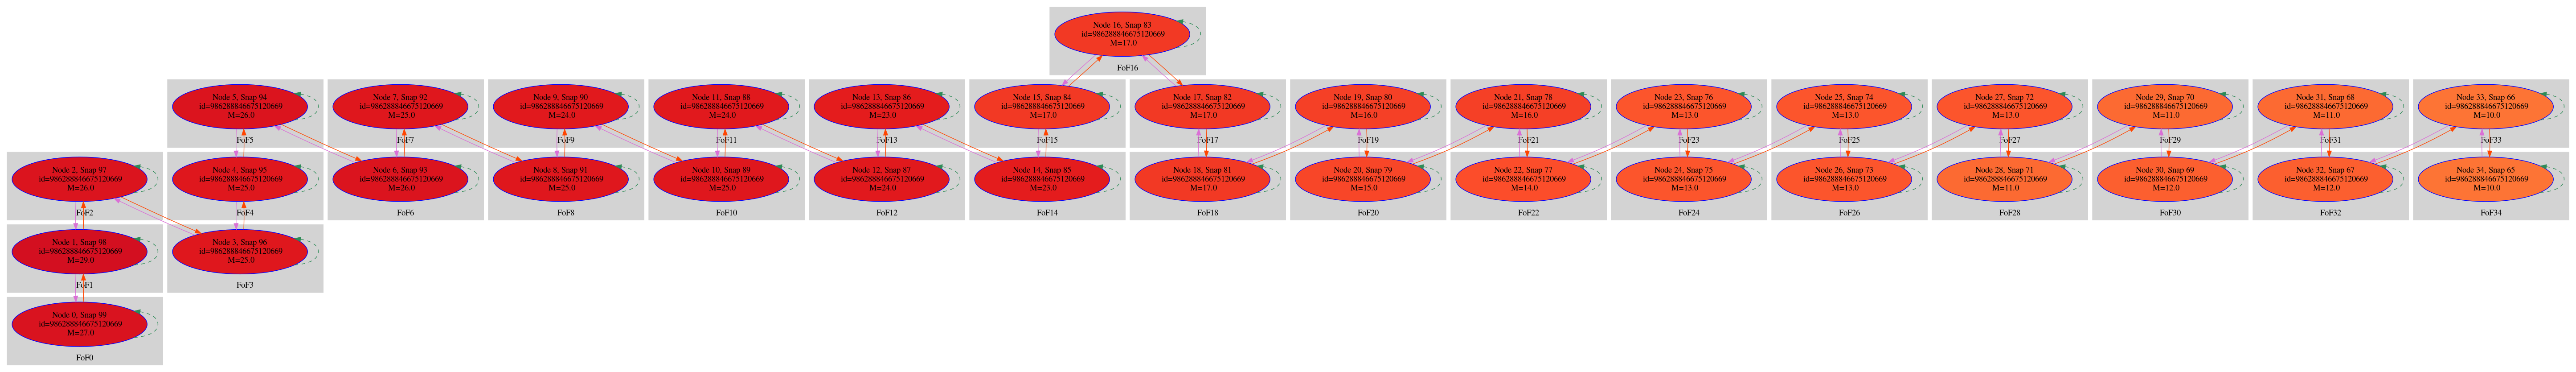 Node 16, Snap 83
id=986288846675120669
M=17.0
FoF16
Node 5, Snap 94
id=986288846675120669
M=26.0
FoF5
Node 7, Snap 92
id=986288846675120669
M=25.0
FoF7
Node 9, Snap 90
id=986288846675120669
M=24.0
FoF9
Node 11, Snap 88
id=986288846675120669
M=24.0
FoF11
Node 13, Snap 86
id=986288846675120669
M=23.0
FoF13
Node 15, Snap 84
id=986288846675120669
M=17.0
FoF15
Node 17, Snap 82
id=986288846675120669
M=17.0
FoF17
Node 19, Snap 80
id=986288846675120669
M=16.0
FoF19
Node 21, Snap 78
id=986288846675120669
M=16.0
FoF21
Node 23, Snap 76
id=986288846675120669
M=13.0
FoF23
Node 25, Snap 74
id=986288846675120669
M=13.0
FoF25
Node 27, Snap 72
id=986288846675120669
M=13.0
FoF27
Node 29, Snap 70
id=986288846675120669
M=11.0
FoF29
Node 31, Snap 68
id=986288846675120669
M=11.0
FoF31
Node 33, Snap 66
id=986288846675120669
M=10.0
FoF33
Node 2, Snap 97
id=986288846675120669
M=26.0
FoF2
Node 4, Snap 95
id=986288846675120669
M=25.0
FoF4
Node 6, Snap 93
id=986288846675120669
M=26.0
FoF6
Node 8, Snap 91
id=986288846675120669
M=25.0
FoF8
Node 10, Snap 89
id=986288846675120669
M=25.0
FoF10
Node 12, Snap 87
id=986288846675120669
M=24.0
FoF12
Node 14, Snap 85
id=986288846675120669
M=23.0
FoF14
Node 18, Snap 81
id=986288846675120669
M=17.0
FoF18
Node 20, Snap 79
id=986288846675120669
M=15.0
FoF20
Node 22, Snap 77
id=986288846675120669
M=14.0
FoF22
Node 24, Snap 75
id=986288846675120669
M=13.0
FoF24
Node 26, Snap 73
id=986288846675120669
M=13.0
FoF26
Node 28, Snap 71
id=986288846675120669
M=11.0
FoF28
Node 30, Snap 69
id=986288846675120669
M=12.0
FoF30
Node 32, Snap 67
id=986288846675120669
M=12.0
FoF32
Node 34, Snap 65
id=986288846675120669
M=10.0
FoF34
Node 1, Snap 98
id=986288846675120669
M=29.0
FoF1
Node 3, Snap 96
id=986288846675120669
M=25.0
FoF3
Node 0, Snap 99
id=986288846675120669
M=27.0
FoF0